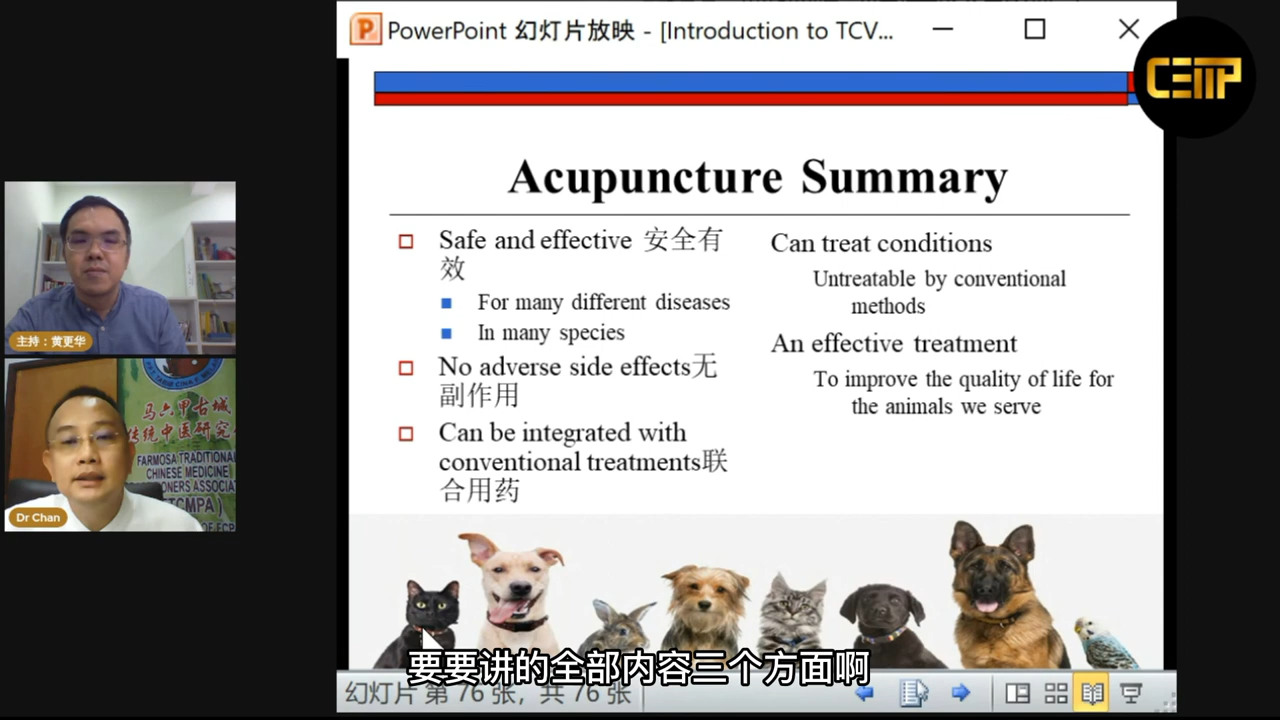 PowerPoint 幻灯片放映 - [Introduction to TCV...
CEMP
Acupuncture Summary
Safe and effective 安全有
效
For many different diseases
In many species
No adverse side effects无
副作用
Can be integrated with
conventional treatments联
合用药
Can treat conditions
Untreatable by conventional
methods
An effective treatment
To improve the quality of life for
the animals we serve
主持：黄更华
马六甲古城
传统中医研究
FARMOSA TRADITIONAL
CHINESE MEDICINE
ONERS ASSOCIA
TCMPA )
OF FCP
Dr Chan
要要讲的全部内容三个方面啊
幻灯片 第 76 张，共 76 张